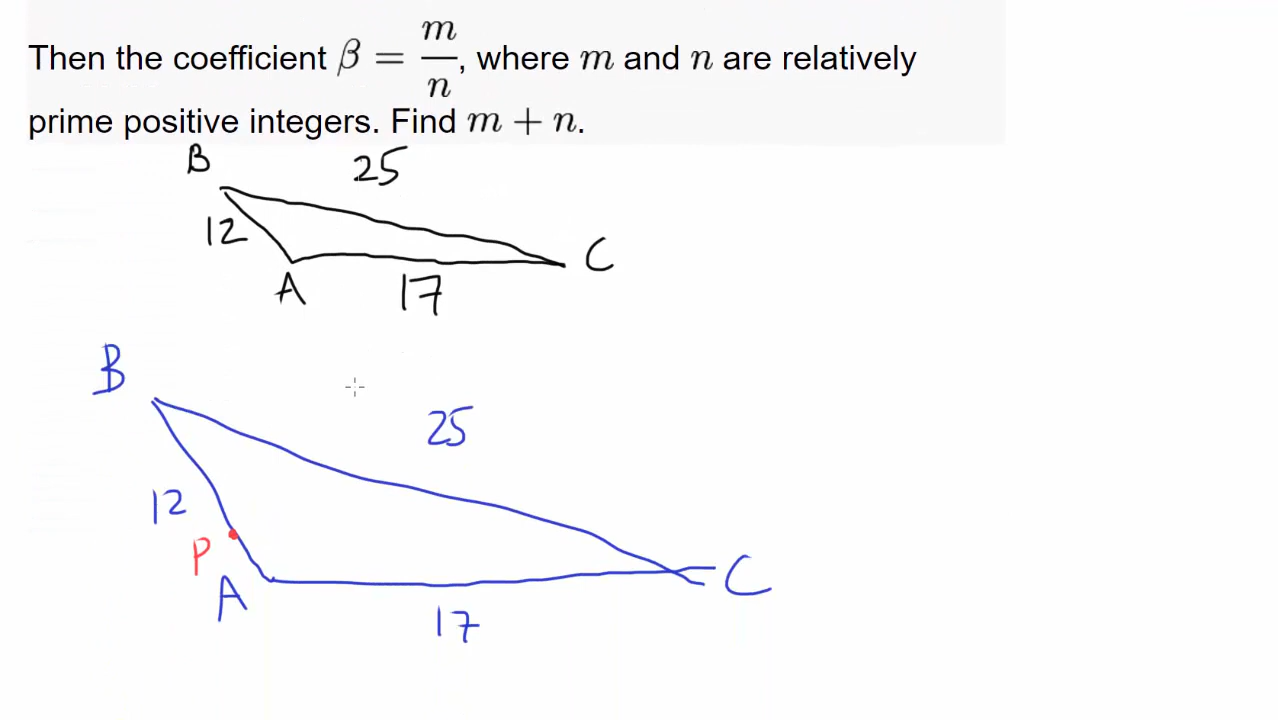 Then the coefficient β = m/n, where m and n are relatively
prime positive integers. Find m + n.
B
25
12
A
17
C
B
25
12
P
A
17
C